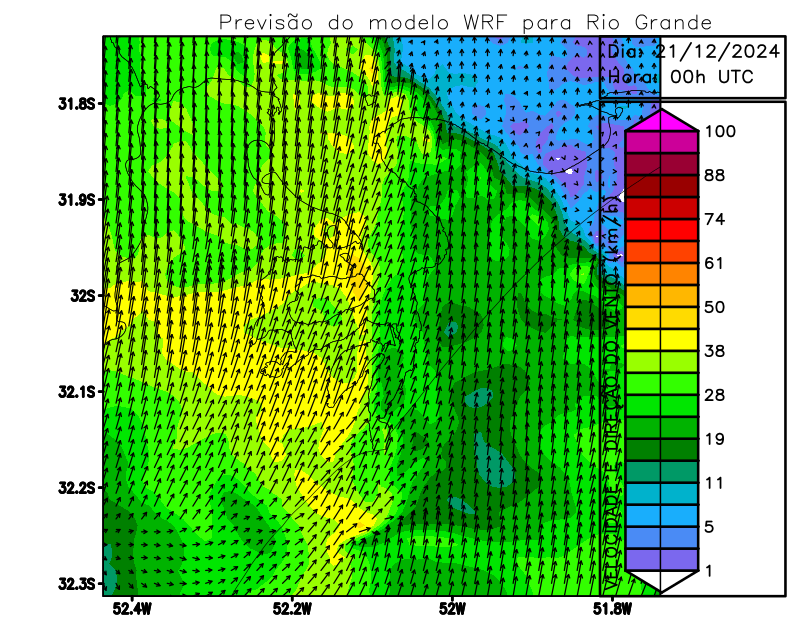 Previsão do modelo WRF para Rio Grande
Dia: 21/12/2024
Hora: 00h UTC
31.8S
31.9S
32S
32.1S
32.2S
32.3S
52.4W
52.2W
52W
51.8W
VELOCIDADE E DIREÇÃO DO VENTO (km/h)
100
88
74
61
50
38
28
19
11
5
1